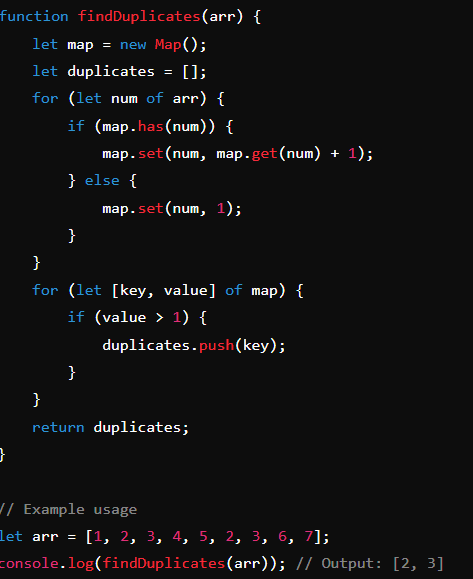 function findDuplicates(arr) {
    let map = new Map();
    let duplicates = [];
    for (let num of arr) {
        if (map.has(num)) {
            map.set(num, map.get(num) + 1);
        } else {
            map.set(num, 1);
        }
    }
    for (let [key, value] of map) {
        if (value > 1) {
            duplicates.push(key);
        }
    }
    return duplicates;
}

// Example usage
let arr = [1, 2, 3, 4, 5, 2, 3, 6, 7];
console.log(findDuplicates(arr)); // Output: [2, 3]